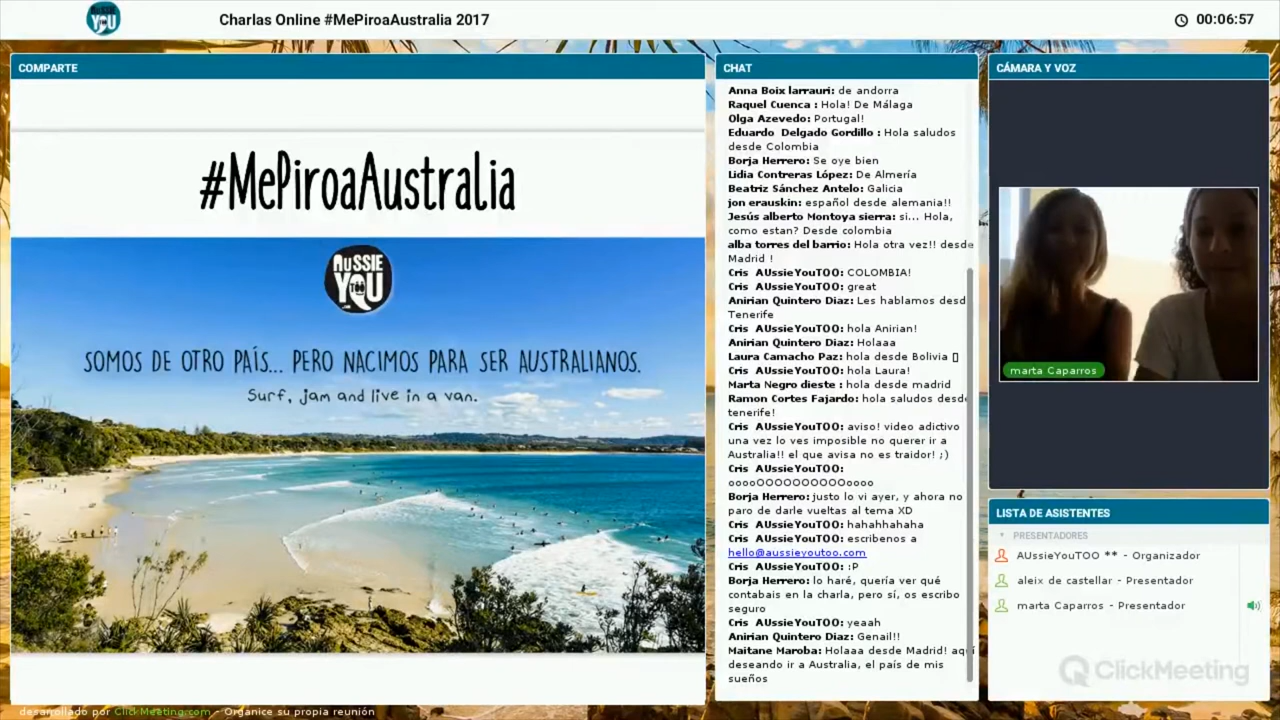 AUSSIE
YOU
TOO
Charlas Online #MePiroaAustralia 2017
00:06:57
COMPARTE
#MePiroaAustralia
AUSSIE
YOU
TOO
SOMOS DE OTRO PAÍS... PERO NACIMOS PARA SER AUSTRALIANOS.
Surf, jam and live in a van.
CHAT
Anna Boix larrauri: de andorra
Raquel Cuenca : Hola! De Málaga
Olga Azevedo: Portugal!
Eduardo Delgado Gordillo : Hola saludos
desde Colombia
Borja Herrero: Se oye bien
Lidia Contreras López: De Almería
Beatriz Sánchez Antelo: Galicia
jon erauskin: español desde alemania!!
Jesús alberto Montoya sierra: si... Hola,
como estan? Desde colombia
alba torres del barrio: Hola otra vez!! desde
Madrid !
Cris AUssieYouTOO: COLOMBIA!
Cris AUssieYouTOO: great
Anirian Quintero Diaz: Les hablamos desd
Tenerife
Cris AUssieYouTOO: hola Anirian!
Anirian Quintero Diaz: Holaaa
Laura Camacho Paz: hola desde Bolivia
Cris AUssieYouTOO: hola Laura!
Marta Negro dieste : hola desde madrid
Ramon Cortes Fajardo: hola saludos desde
tenerife!
Cris AUssieYouTOO: aviso! video adictivo
una vez lo ves imposible no querer ir a
Australia!! el que avisa no es traidor! ;)
Cris AUssieYouTOO:
ooooOOOOOOOOOOoooo
Borja Herrero: justo lo vi ayer, y ahora no
paro de darle vueltas al tema XD
Cris AUssieYouTOO: hahahhahaha
Cris AUssieYouTOO: escribenos a
hello@aussieyoutoo.com
Cris AUssieYouTOO: :P
Borja Herrero: lo haré, quería ver qué
contabais en la charla, pero sí, os escribo
seguro
Cris AUssieYouTOO: yeaah
Anirian Quintero Diaz: Genail!!
Maitane Maroba: Holaaa desde Madrid! aquí
deseando ir a Australia, el país de mis
sueños
CÁMARA Y VOZ
marta Caparros
LISTA DE ASISTENTES
PRESENTADORES
AUssieYouTOO ** - Organizador
aleix de castellar - Presentador
marta Caparros - Presentador
ClickMeeting
desarrollado por ClickMeeting.com - Organice su propia reunión